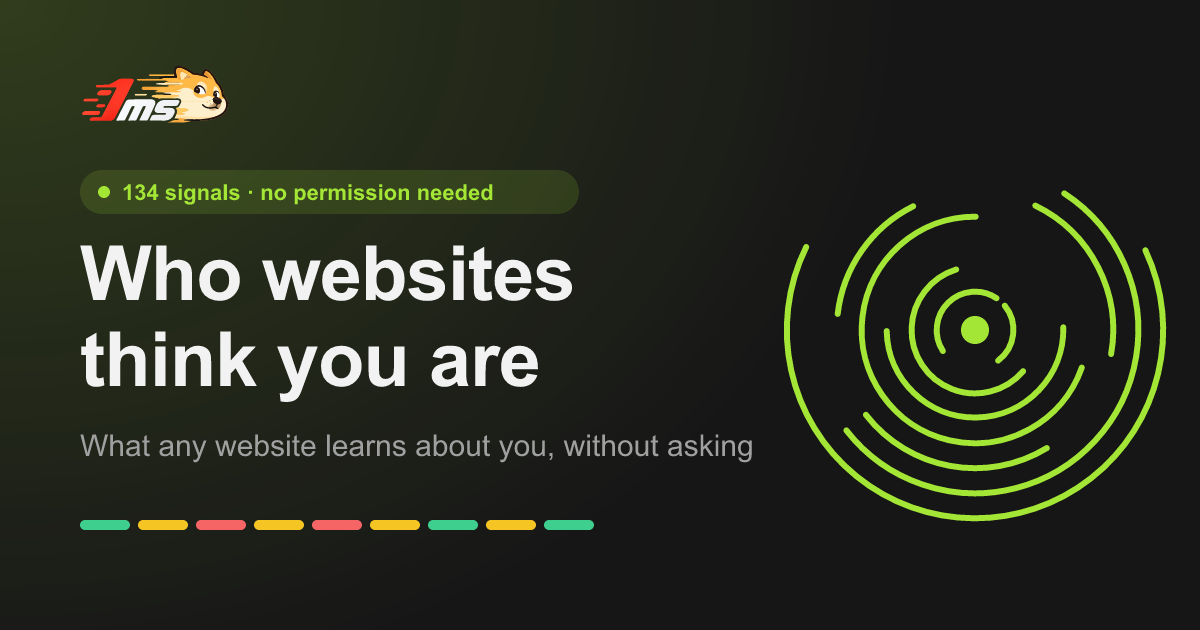 1ms
134 signals · no permission needed
Who websites
think you are
What any website learns about you, without asking